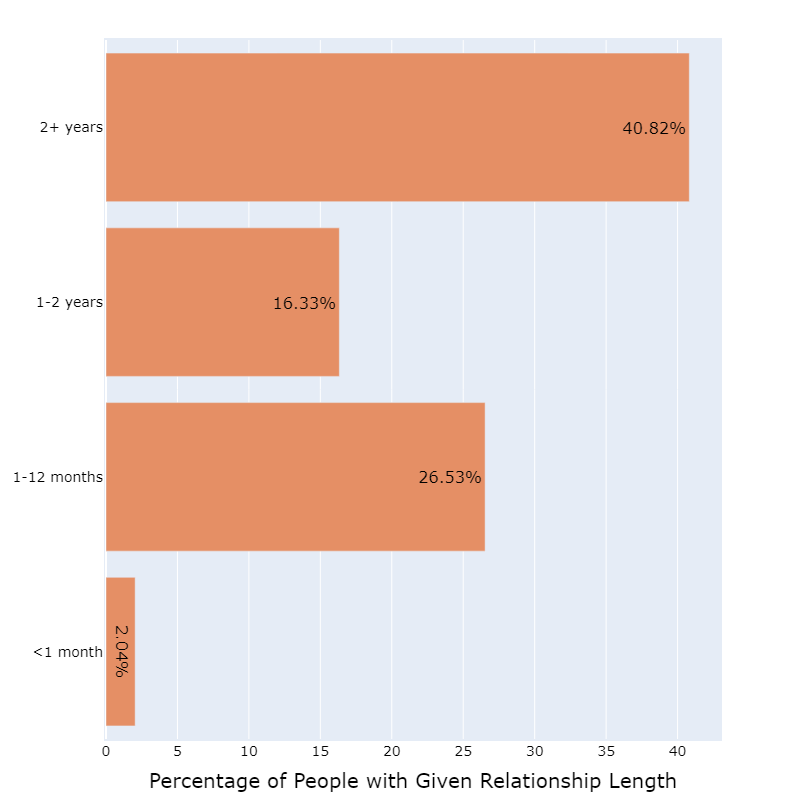 2+ years
40.82%
1-2 years
16.33%
1-12 months
26.53%
<1 month
2.04%
0 5 10 15 20 25 30 35 40
Percentage of People with Given Relationship Length